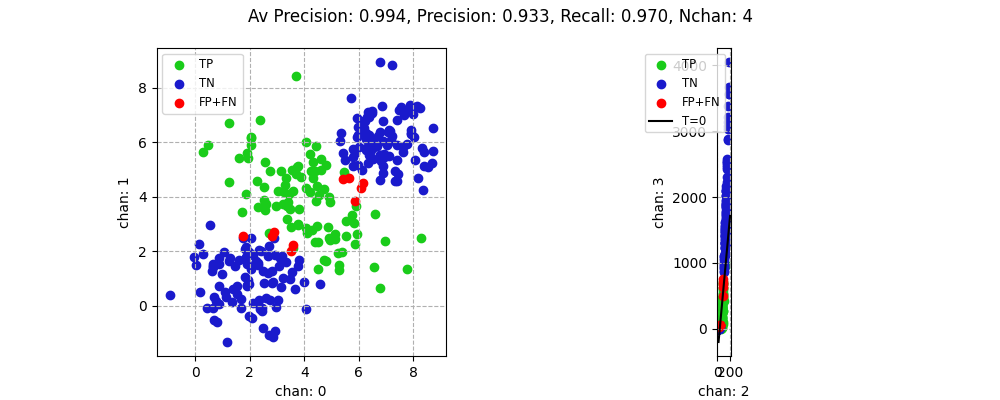 Av Precision: 0.994, Precision: 0.933, Recall: 0.970, Nchan: 4
TP
TN
FP+FN
8
6
4
2
0
chan: 1
0 2 4 6 8
chan: 0
TP
TN
FP+FN
T=0
4000
3000
2000
1000
0
chan: 3
0 200
chan: 2